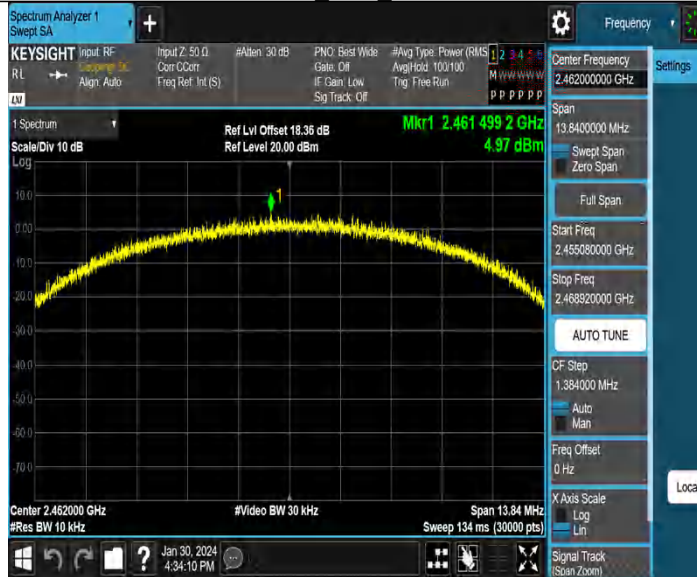 Spectrum Analyzer 1
Swept SA
+
Frequency
KEYSIGHT
Input: RF
Coupling: DC
Align: Auto
RL
Input Z: 50 Ω
Corr CCorr
Freq Ref: Int (S)
#Atten: 30 dB
PNO: Best Wide
Gate: Off
IF Gain: Low
Sig Track: Off
#Avg Type: Power (RMS
Avg|Hold: 100/100
Trig: Free Run
1 2 3 4 5 6
M W W W W W
P P P P P P
LXI
1 Spectrum
Scale/Div 10 dB
Log
Ref Lvl Offset 18.36 dB
Ref Level 20.00 dBm
Mkr1 2.461 499 2 GHz
4.97 dBm
1
10.0
0.00
-10.0
-20.0
-30.0
-40.0
-60.0
-70.0
Center 2.462000 GHz
#Res BW 10 kHz
#Video BW 30 kHz
Span 13.84 MHz
Sweep 134 ms (30000 pts)
?
Jan 30, 2024
4:34:10 PM
Center Frequency
2.462000000 GHz
Settings
Span
13.8400000 MHz
Swept Span
Zero Span
Full Span
Start Freq
2.455080000 GHz
Stop Freq
2.468920000 GHz
AUTO TUNE
CF Step
1.384000 MHz
Auto
Man
Freq Offset
0 Hz
X Axis Scale
Log
Lin
Loca
Signal Track
(Span Zoom)